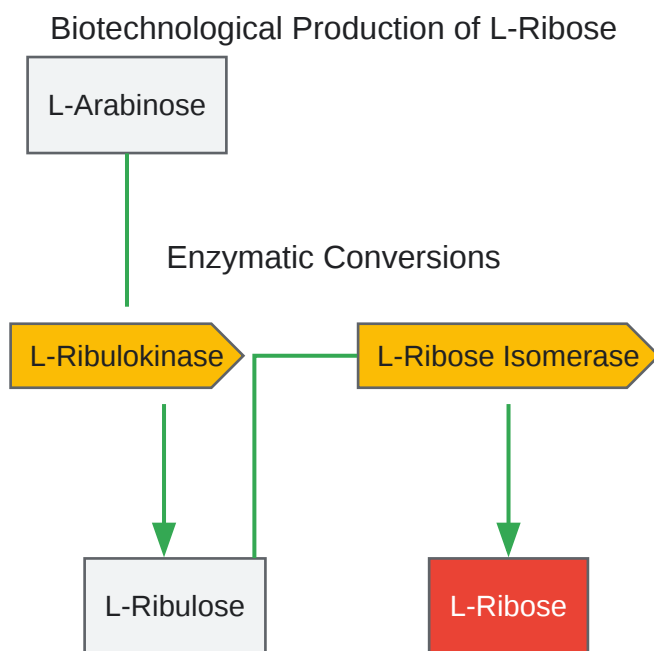 Biotechnological Production of L-Ribose
L-Arabinose
Enzymatic Conversions
L-Ribulokinase
L-Ribose Isomerase
L-Ribulose
L-Ribose